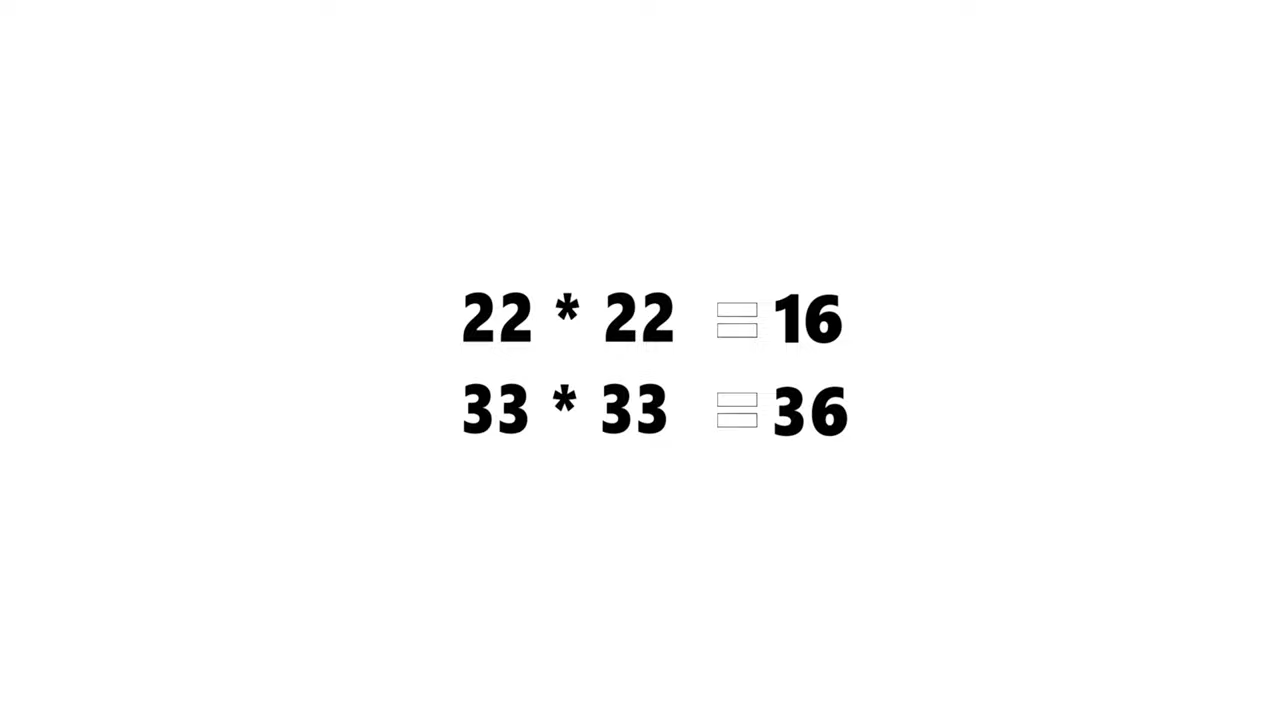 22 * 22 = 16
33 * 33 = 36